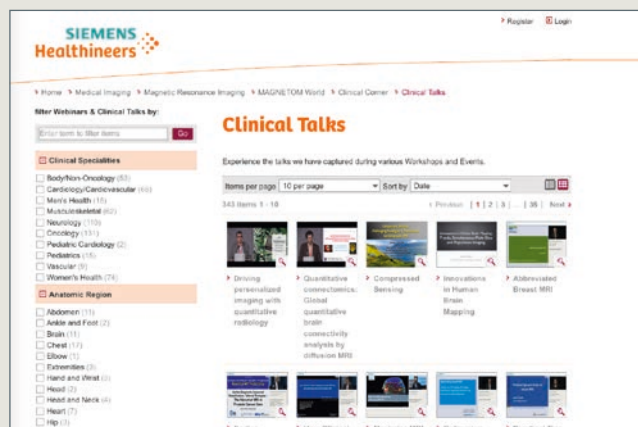 Register Login
SIEMENS
Healthineers
Home Medical Imaging Magnetic Resonance Imaging MAGNETOM World Clinical Corner Clinical Talks
filter Webinars & Clinical Talks by:
Enter term to filter items Go
Clinical Talks
Experience the talks we have captured during various Workshops and Events.
Clinical Specialities
Body/Non-Oncology (53)
Cardiology/Cardiovascular
Men's Health (15)
Musculoskeletal (62)
Neurology (110)
Oncology (131)
Pediatric Cardiology (2)
Pediatrics (15)
Vascular (9)
Women's Health (74)
Items per page 10 per page Sort by Date
343 Items 1 - 10 Previous | 1 | 2 | 3 | ... | 35 | Next
Driving personalized imaging with quantitative radiology
Quantitative connectomics: Global quantitative brain connectivity analysis by diffusion MRI
Compressed Sensing
Innovations in Human Brain Mapping
Abbreviated Breast MRI
Anatomic Region
Abdomen (11)
Ankle and Foot (2)
Brain (11)
Chest (17)
Elbow (1)
Extremities (3)
Hand and Wrist
Head
Head and Neck (4)
Heart (7)
Hip (3)